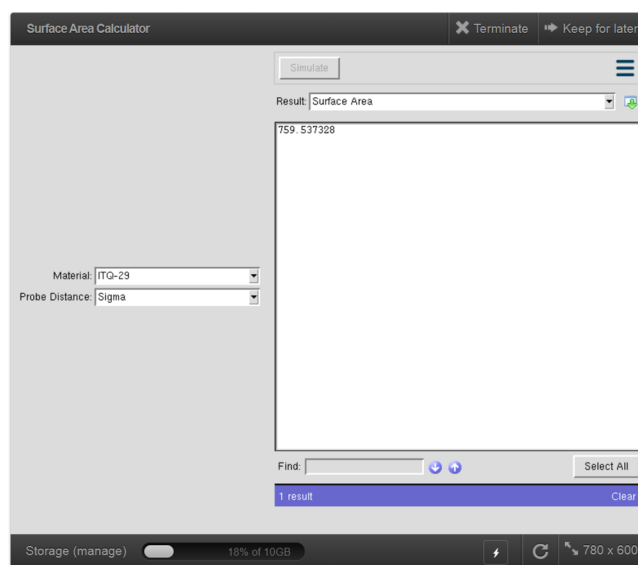 Surface Area Calculator
Terminate
Keep for later
Simulate
Result: Surface Area
759.537328
Material: ITQ-29
Probe Distance: Sigma
Find:
Select All
1 result
Clear
Storage (manage)
18% of 10GB
780 x 600